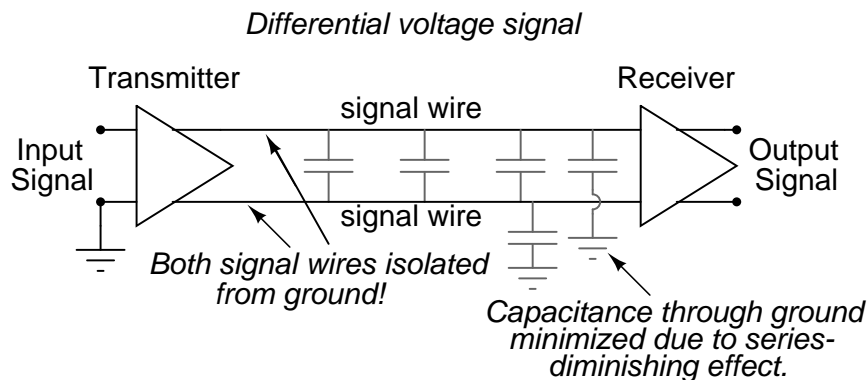 Differential voltage signal
Transmitter
Receiver
signal wire
Input
Signal
Output
Signal
signal wire
Both signal wires isolated
from ground!
Capacitance through ground
minimized due to series-
diminishing effect.